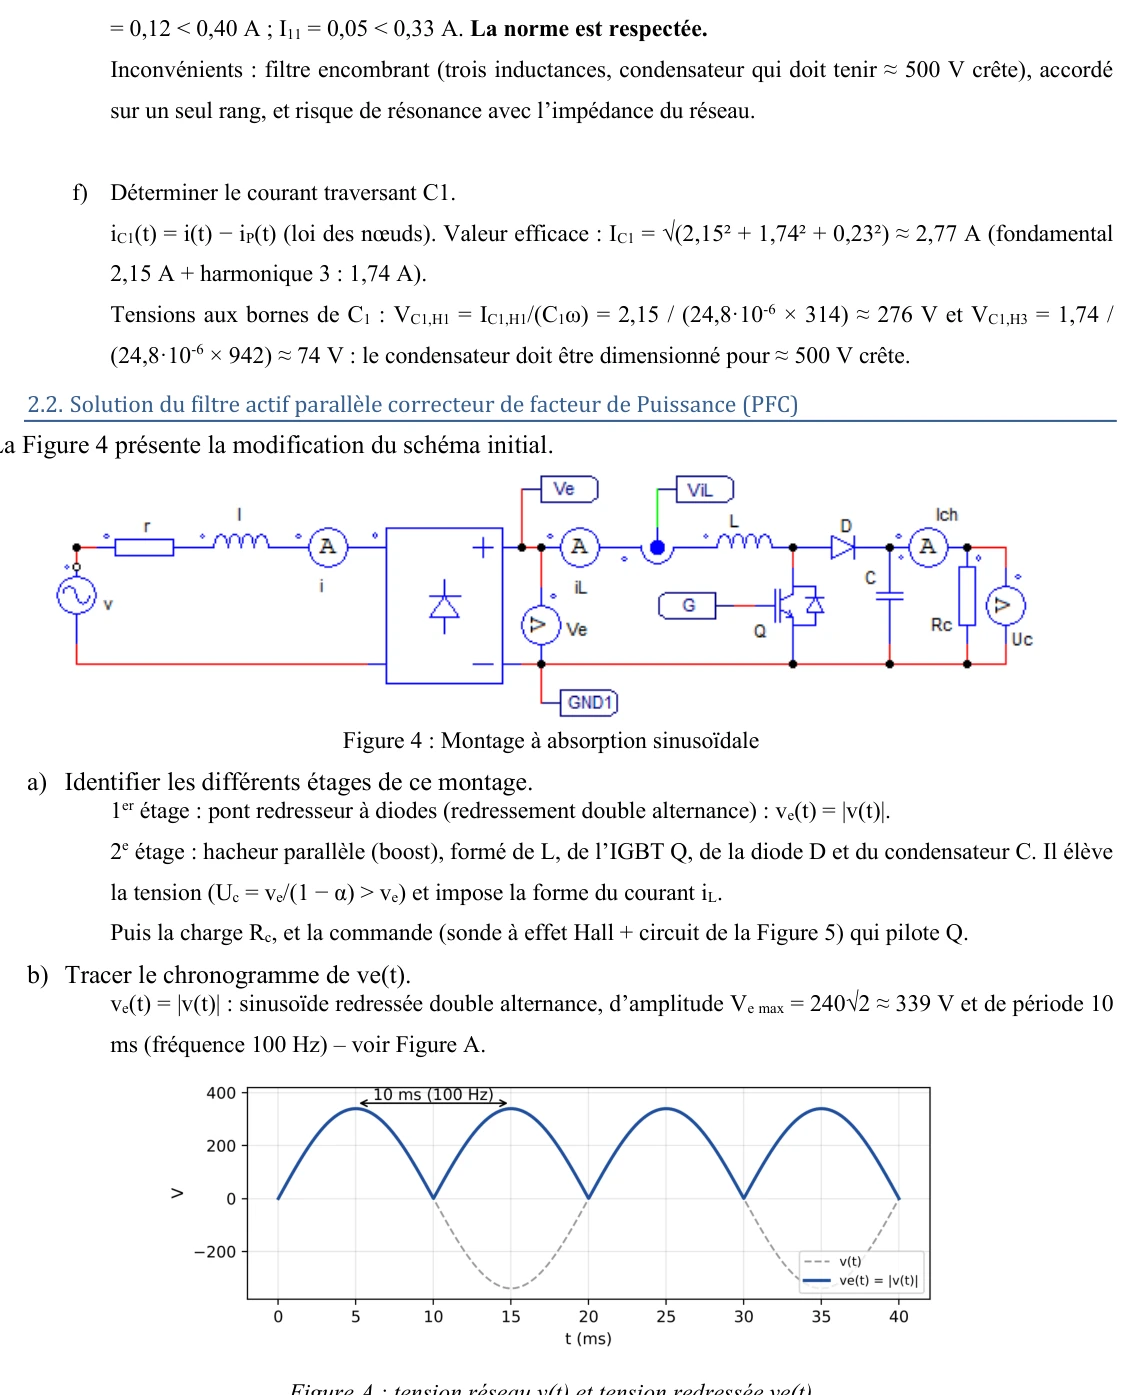 = 0,12 < 0,40 A ; I₁₁ = 0,05 < 0,33 A. La norme est respectée.
Inconvénients : filtre encombrant (trois inductances, condensateur qui doit tenir ≈ 500 V crête), accordé
sur un seul rang, et risque de résonance avec l’impédance du réseau.
f) Déterminer le courant traversant C1.
i_C1(t) = i(t) − i_P(t) (loi des nœuds). Valeur efficace : I_C1 = √(2,15² + 1,74² + 0,23²) ≈ 2,77 A (fondamental
2,15 A + harmonique 3 : 1,74 A).
Tensions aux bornes de C₁ : V_C1,H1 = I_C1,H1/(C₁ω) = 2,15 / (24,8·10⁻⁶ × 314) ≈ 276 V et V_C1,H3 = 1,74 /
(24,8·10⁻⁶ × 942) ≈ 74 V : le condensateur doit être dimensionné pour ≈ 500 V crête.
2.2. Solution du filtre actif parallèle correcteur de facteur de Puissance (PFC)
La Figure 4 présente la modification du schéma initial.
Ve
ViL
r
l
A
i
v
A
iL
V
Ve
L
D
Ich
A
C
G
Q
Rc
V
Uc
GND1
Figure 4 : Montage à absorption sinusoïdale
a) Identifier les différents étages de ce montage.
1ᵉʳ étage : pont redresseur à diodes (redressement double alternance) : vₑ(t) = |v(t)|.
2ᵉ étage : hacheur parallèle (boost), formé de L, de l’IGBT Q, de la diode D et du condensateur C. Il élève
la tension (U_c = vₑ/(1 − α) > vₑ) et impose la forme du courant i_L.
Puis la charge R_c, et la commande (sonde à effet Hall + circuit de la Figure 5) qui pilote Q.
b) Tracer le chronogramme de ve(t).
vₑ(t) = |v(t)| : sinusoïde redressée double alternance, d’amplitude V_e max = 240√2 ≈ 339 V et de période 10
ms (fréquence 100 Hz) – voir Figure A.
400
200
0
−200
V
10 ms (100 Hz)
v(t)
ve(t) = |v(t)|
0 5 10 15 20 25 30 35 40
t (ms)
Figure A : tension réseau v(t) et tension redressée ve(t)